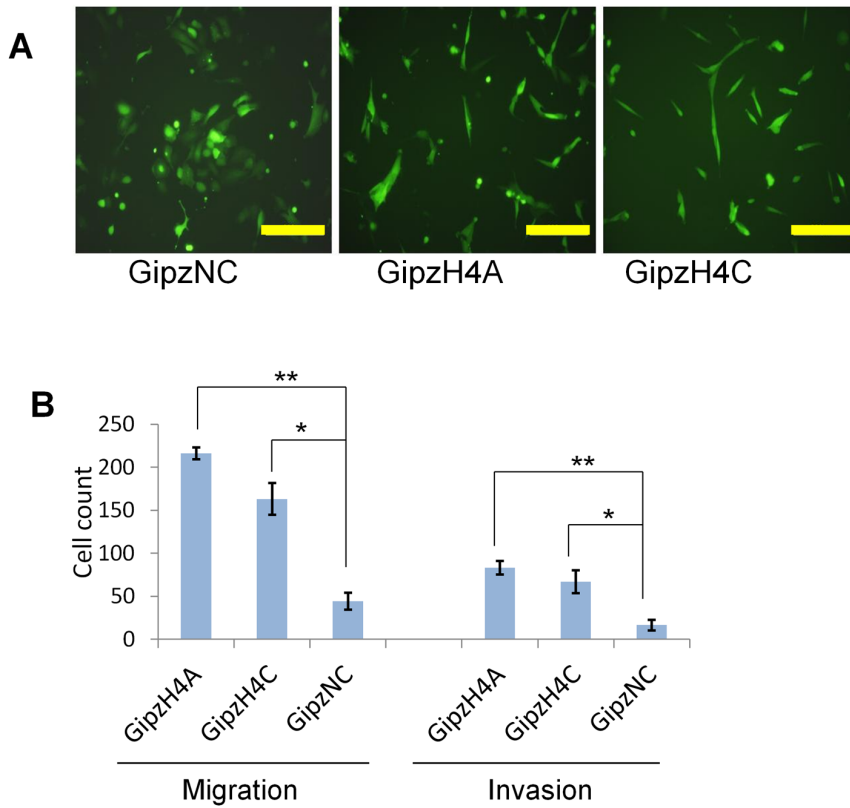 A
GipzNC
GipzH4A
GipzH4C
B
**
*
**
*
Cell count
250
200
150
100
50
0
GipzH4A
GipzH4C
GipzNC
GipzH4A
GipzH4C
GipzNC
Migration
Invasion